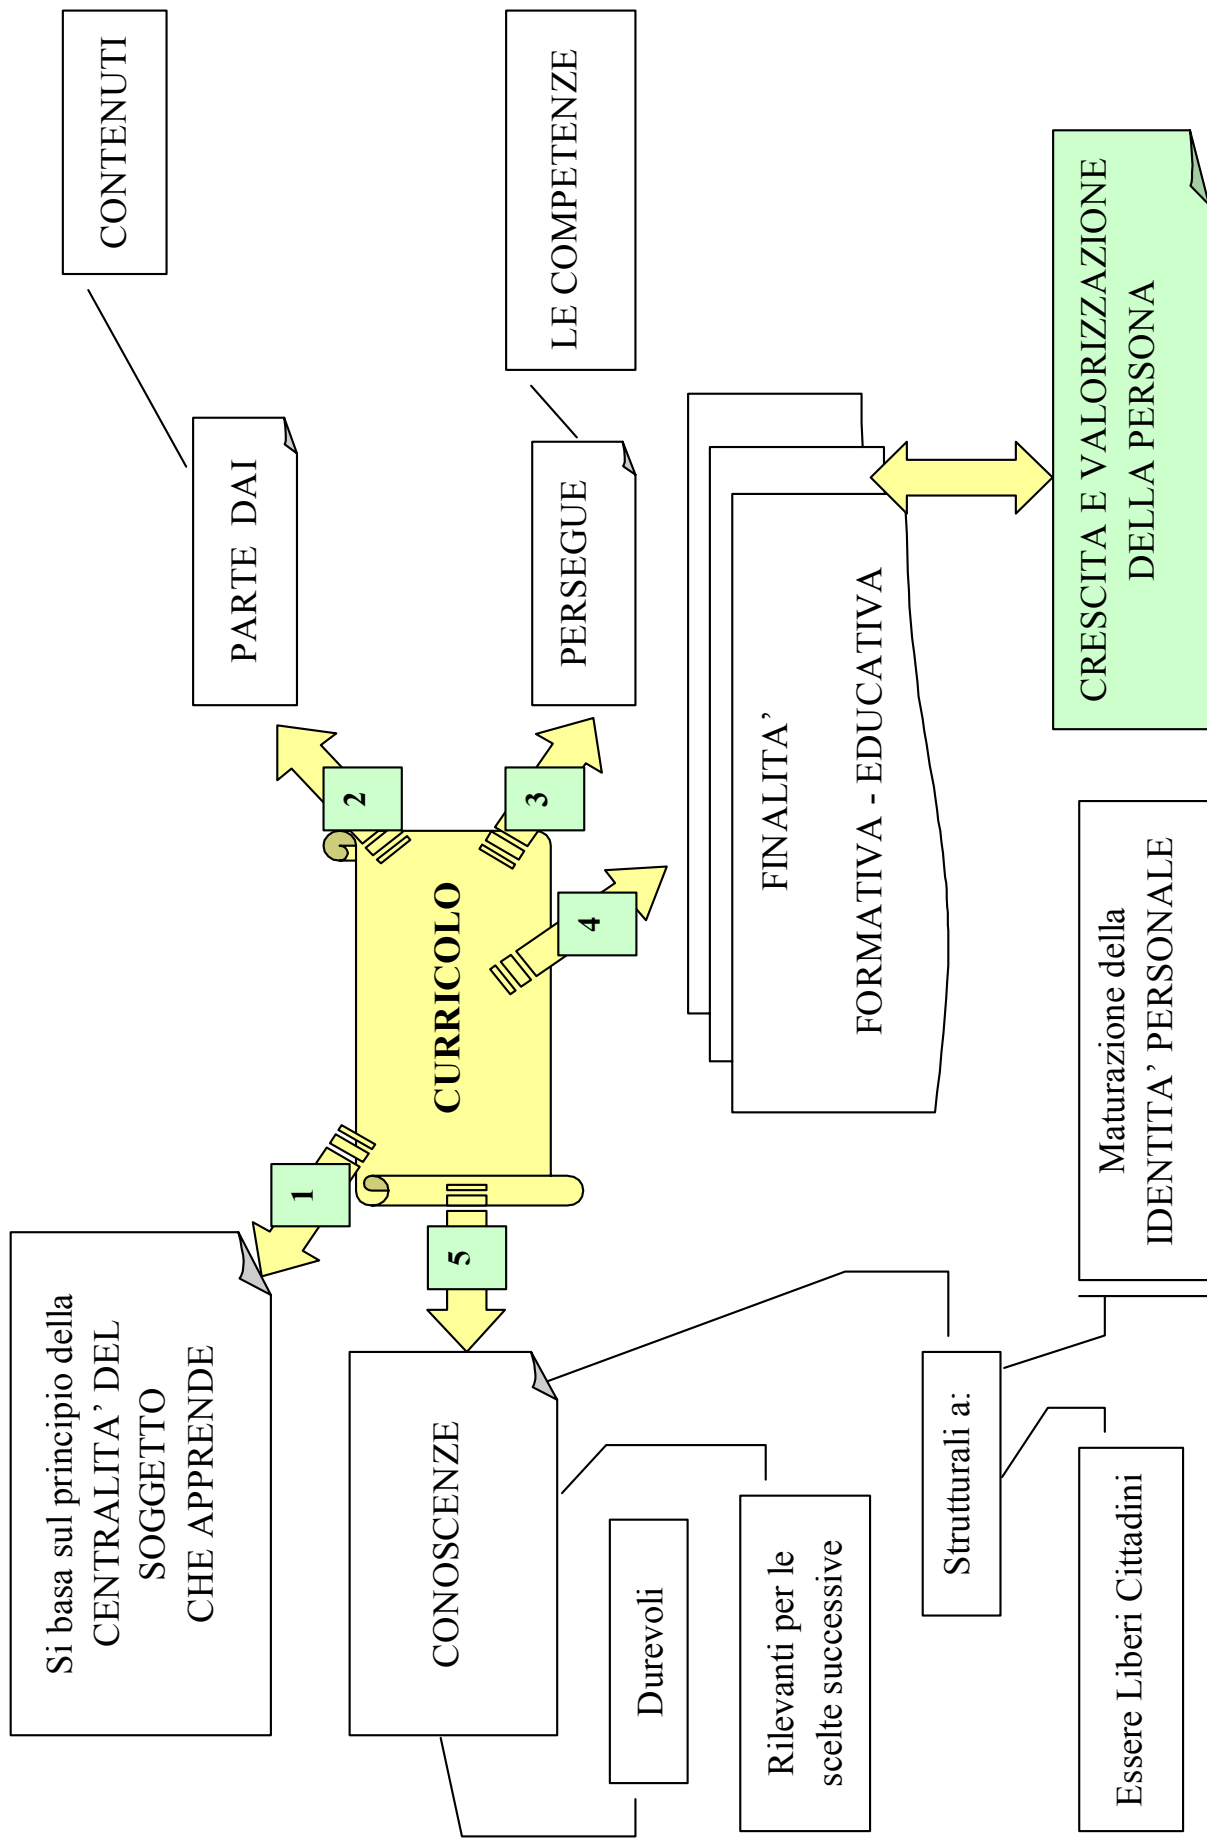 Si basa sul principio della
CENTRALITA’ DEL
SOGGETTO
CHE APPRENDE
1
CURRICOLO
2
PARTE DAI
CONTENUTI
3
PERSEGUE
LE COMPETENZE
4
FINALITA’
FORMATIVA - EDUCATIVA
CRESCITA E VALORIZZAZIONE
DELLA PERSONA
5
CONOSCENZE
Durevoli
Rilevanti per le
scelte successive
Strutturali a:
Essere Liberi Cittadini
Maturazione della
IDENTITA’ PERSONALE